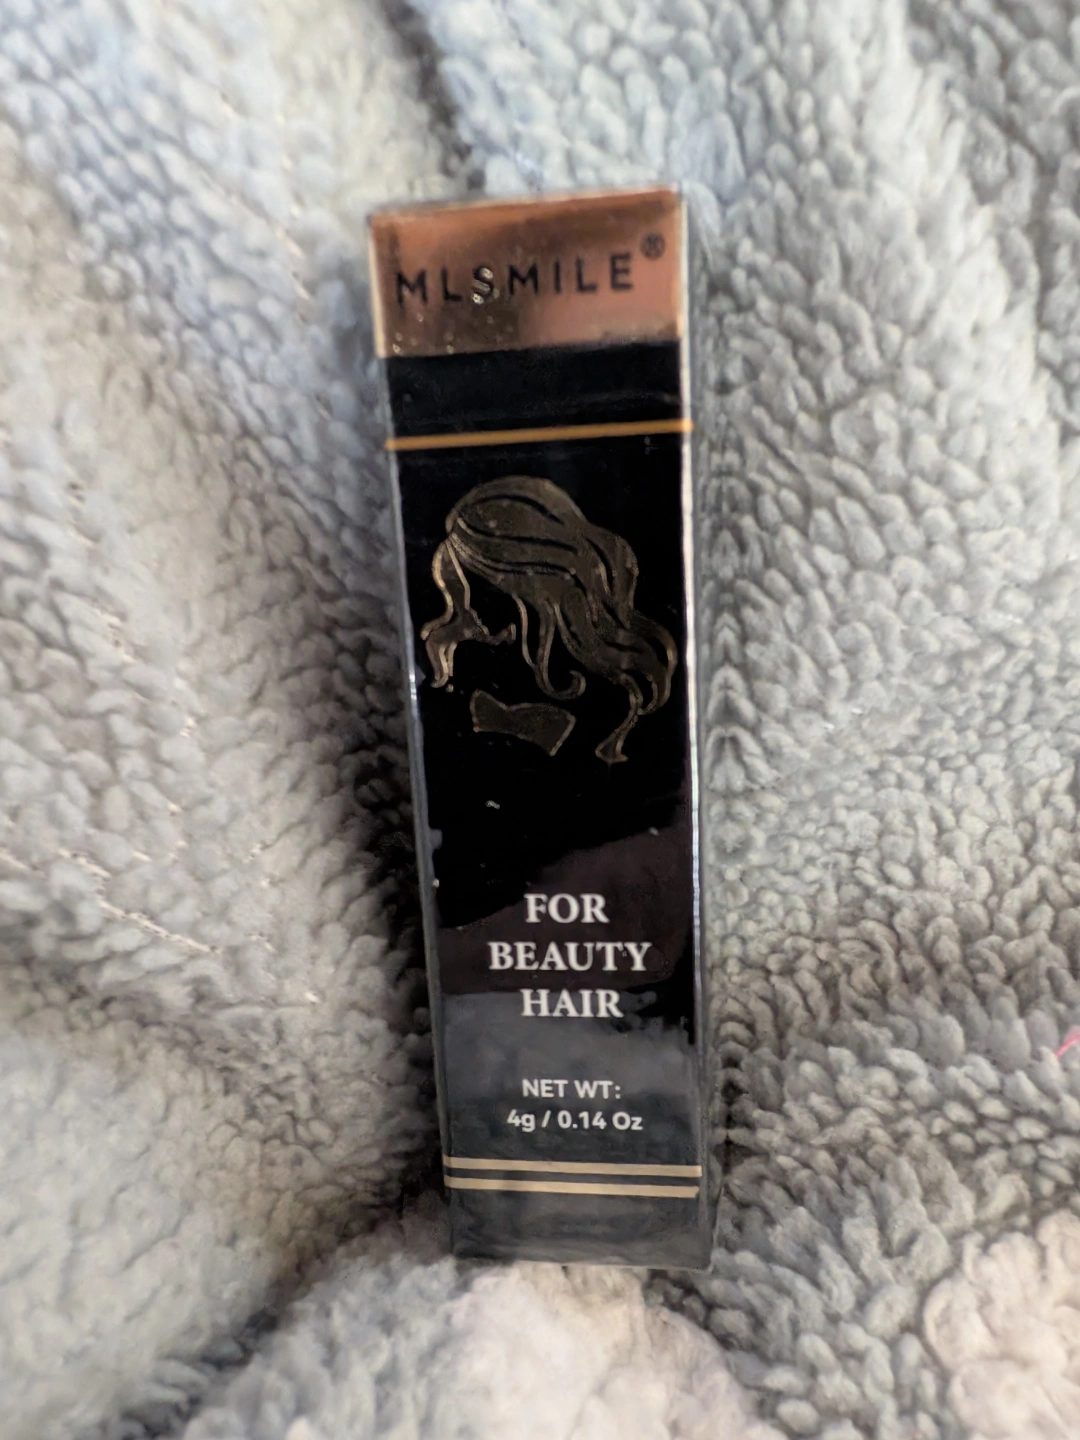 MLSMILE®
FOR
BEAUTY
HAIR
NET WT:
4g / 0.14 Oz